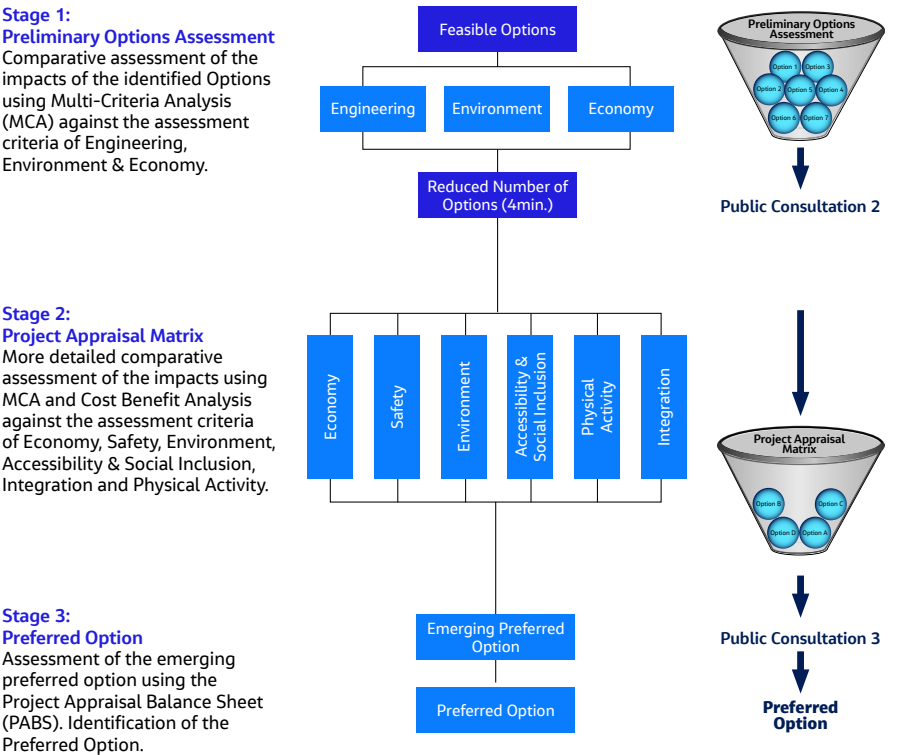 Stage 1:
Preliminary Options Assessment
Comparative assessment of the
impacts of the identified Options
using Multi-Criteria Analysis
(MCA) against the assessment
criteria of Engineering,
Environment & Economy.
Feasible Options
Engineering
Environment
Economy
Reduced Number of
Options (4min.)
Preliminary Options
Assessment
Option 1
Option 3
Option 2
Option 5
Option 4
Option 6
Option 7
Public Consultation 2
Stage 2:
Project Appraisal Matrix
More detailed comparative
assessment of the impacts using
MCA and Cost Benefit Analysis
against the assessment criteria
of Economy, Safety, Environment,
Accessibility & Social Inclusion,
Integration and Physical Activity.
Economy
Safety
Environment
Accessibility &
Social Inclusion
Physical
Activity
Integration
Project Appraisal
Matrix
Option B
Option C
Option D
Option A
Stage 3:
Preferred Option
Assessment of the emerging
preferred option using the
Project Appraisal Balance Sheet
(PABS). Identification of the
Preferred Option.
Emerging Preferred
Option
Preferred Option
Public Consultation 3
Preferred
Option